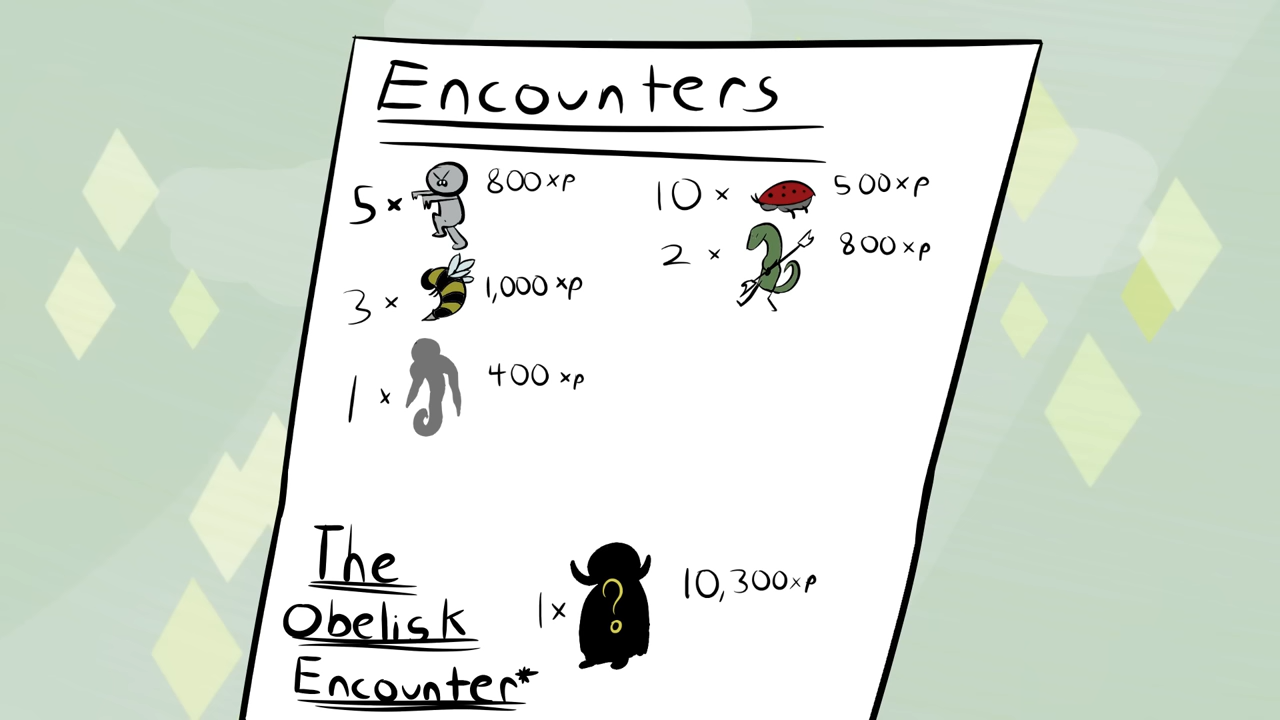 Encounters
5 x 800 xp
3 x 1,000 xp
1 x 400 xp
10 x 500 xp
2 x 800 xp
The
Obelisk
Encounter*
1 x ? 10,300 xp